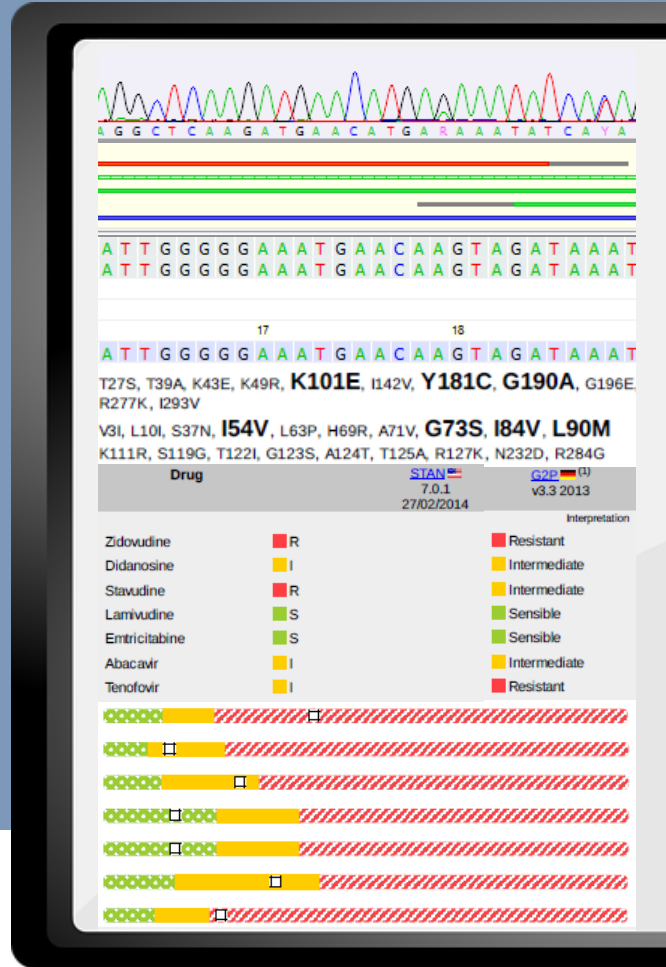 A G G C T C A A G A T G A A C A T G A R A A A T A T C A Y A
A T T G G G G G A A A T G A A C A A G T A G A T A A A T
A T T G G G G G A A A T G A A C A A G T A G A T A A A T
17 18
A T T G G G G G A A A T G A A C A A G T A G A T A A A T
T27S, T39A, K43E, K49R, K101E, I142V, Y181C, G190A, G196E,
R277K, I293V
V3I, L10I, S37N, I54V, L63P, H69R, A71V, G73S, I84V, L90M
K111R, S119G, T122I, G123S, A124T, T125A, R127K, N232D, R284G
Drug STAN G2P (1)
7.0.1 v3.3 2013
27/02/2014
Interpretation
Zidovudine R Resistant
Didanosine I Intermediate
Stavudine R Intermediate
Lamivudine S Sensible
Emtricitabine S Sensible
Abacavir I Intermediate
Tenofovir I Resistant